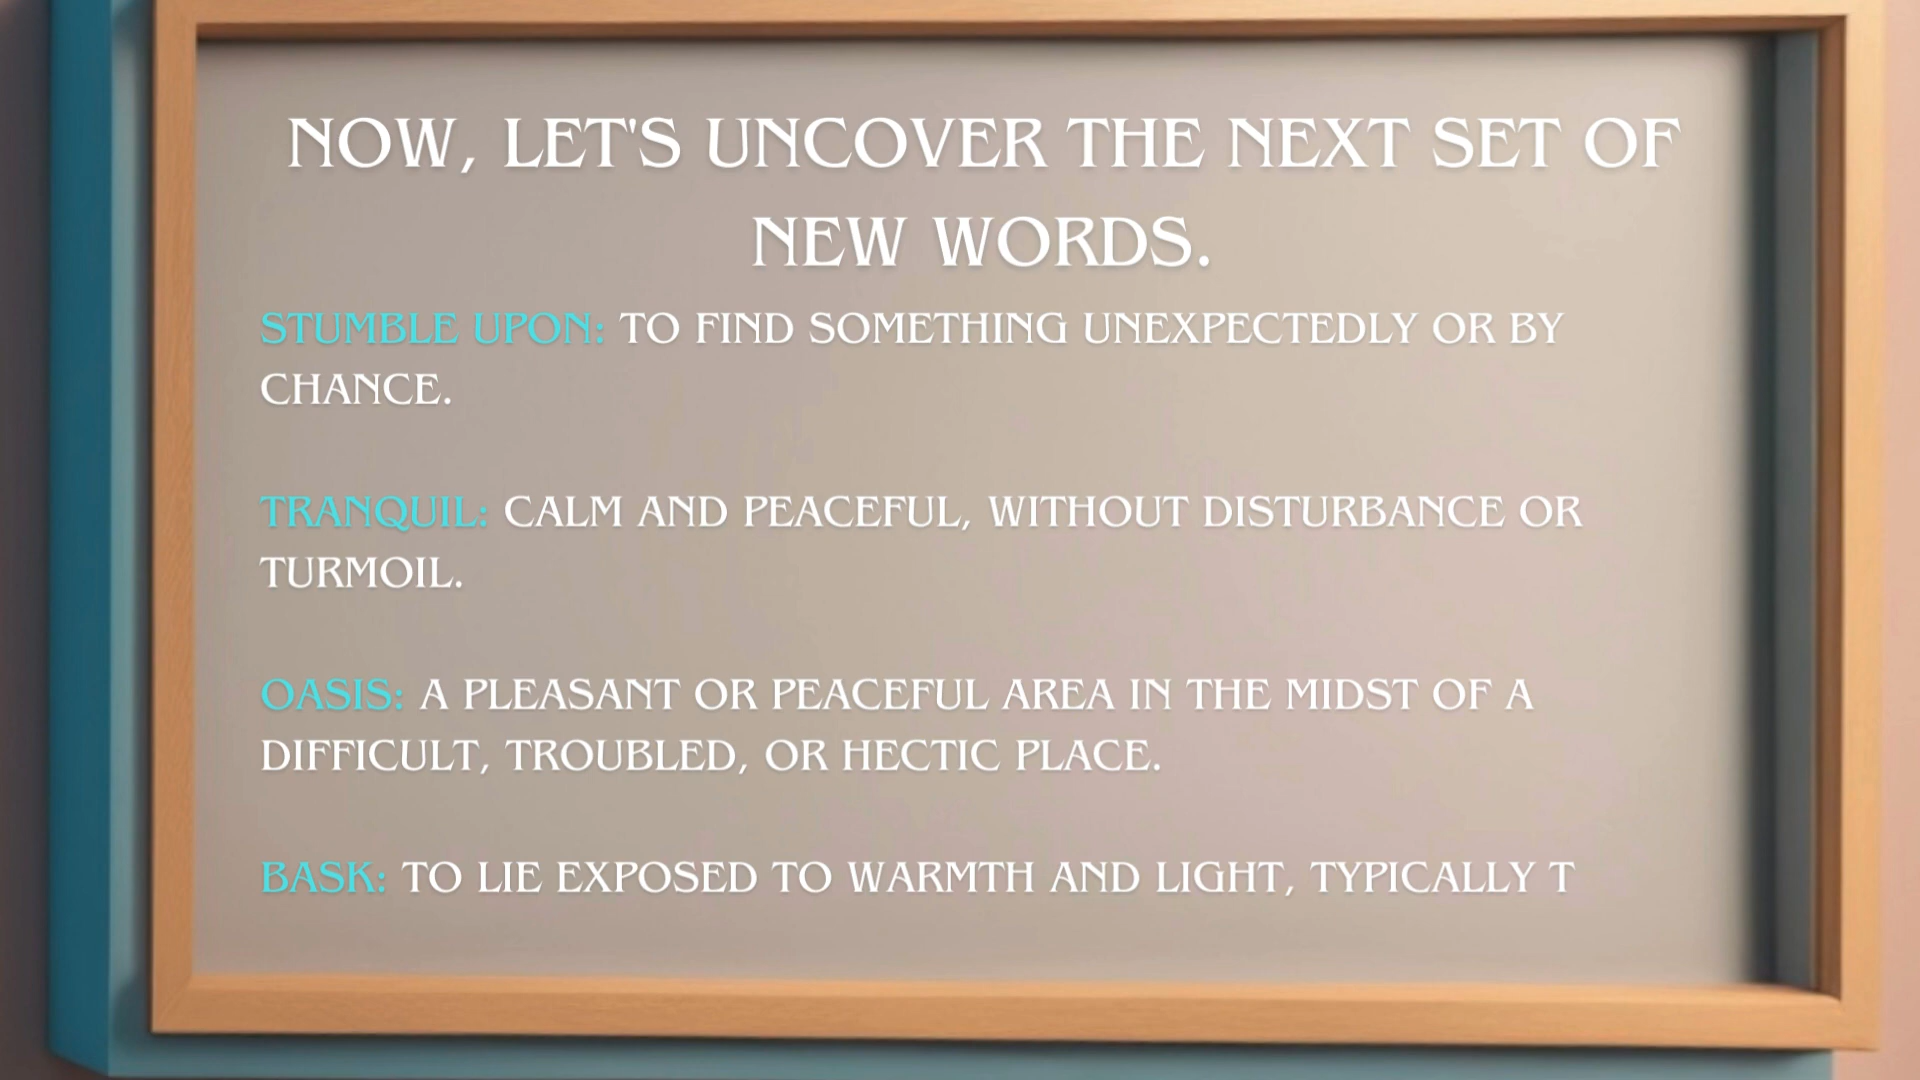 NOW, LET'S UNCOVER THE NEXT SET OF
NEW WORDS.
STUMBLE UPON: TO FIND SOMETHING UNEXPECTEDLY OR BY
CHANCE.
TRANQUIL: CALM AND PEACEFUL, WITHOUT DISTURBANCE OR
TURMOIL.
OASIS: A PLEASANT OR PEACEFUL AREA IN THE MIDST OF A
DIFFICULT, TROUBLED, OR HECTIC PLACE.
BASK: TO LIE EXPOSED TO WARMTH AND LIGHT, TYPICALLY T